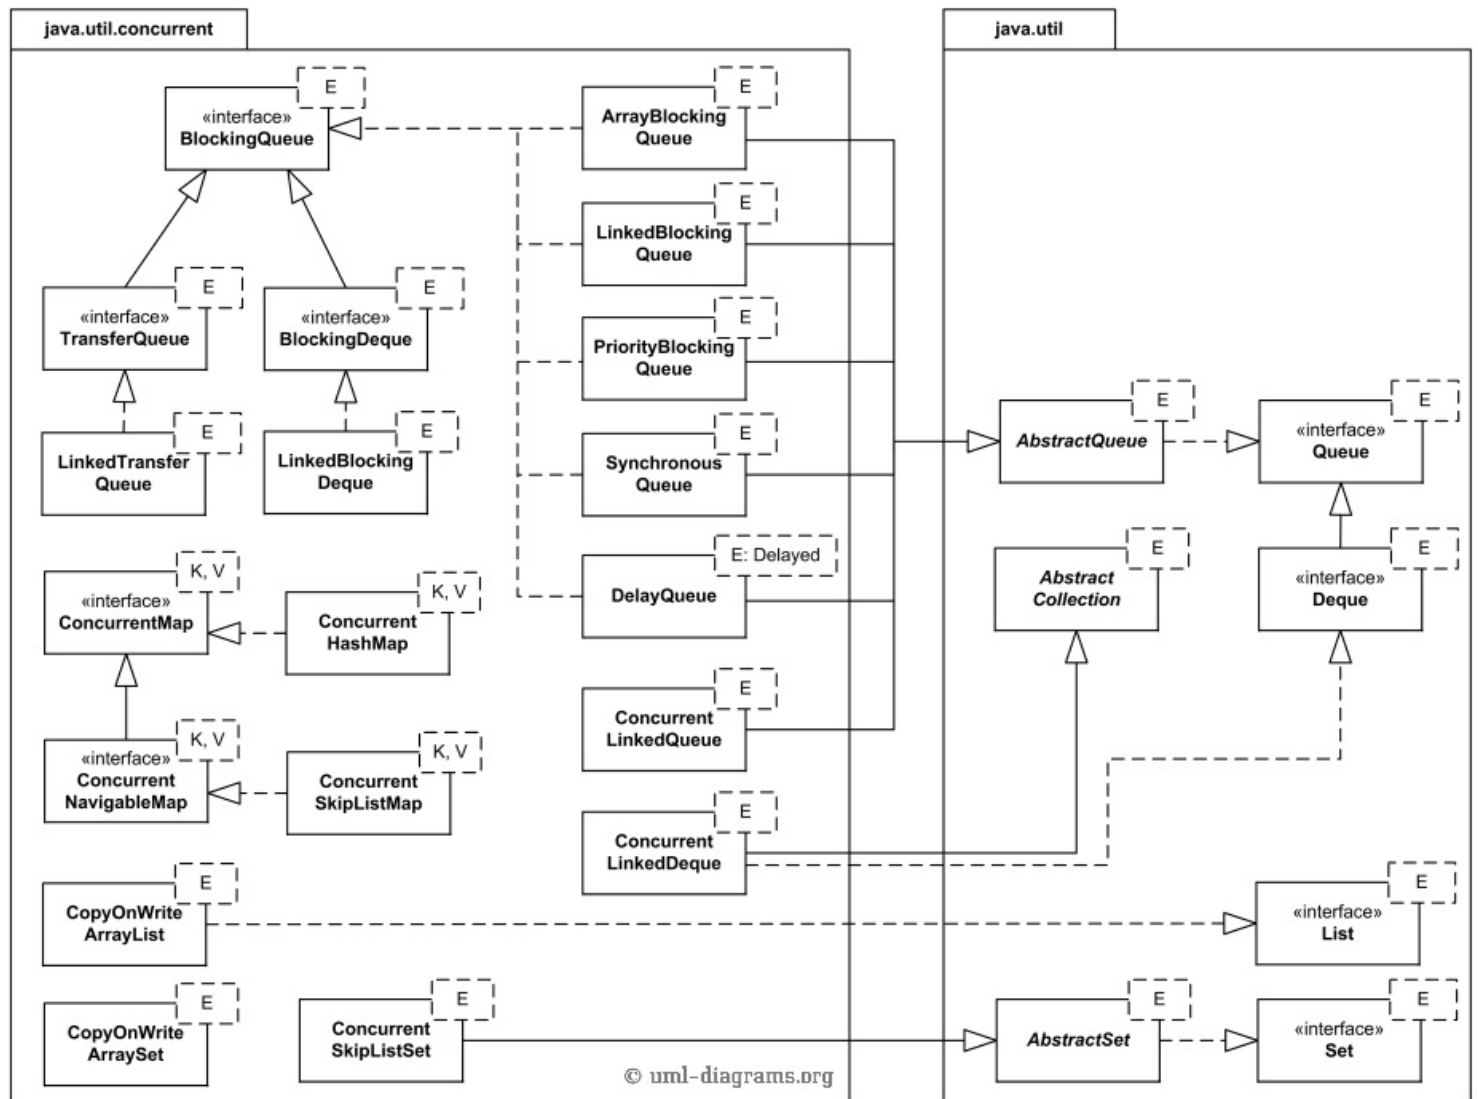 java.util.concurrent
java.util
E
«interface»
BlockingQueue
E
ArrayBlocking
Queue
E
LinkedBlocking
Queue
E
«interface»
TransferQueue
E
«interface»
BlockingDeque
E
PriorityBlocking
Queue
E
LinkedTransfer
Queue
E
LinkedBlocking
Deque
E
Synchronous
Queue
E
AbstractQueue
E
«interface»
Queue
K, V
«interface»
ConcurrentMap
K, V
Concurrent
HashMap
E: Delayed
DelayQueue
E
Abstract
Collection
E
«interface»
Deque
E
Concurrent
LinkedQueue
K, V
«interface»
Concurrent
NavigableMap
K, V
Concurrent
SkipListMap
E
Concurrent
LinkedDeque
E
CopyOnWrite
ArrayList
E
«interface»
List
E
CopyOnWrite
ArraySet
E
Concurrent
SkipListSet
E
AbstractSet
E
«interface»
Set
© uml-diagrams.org